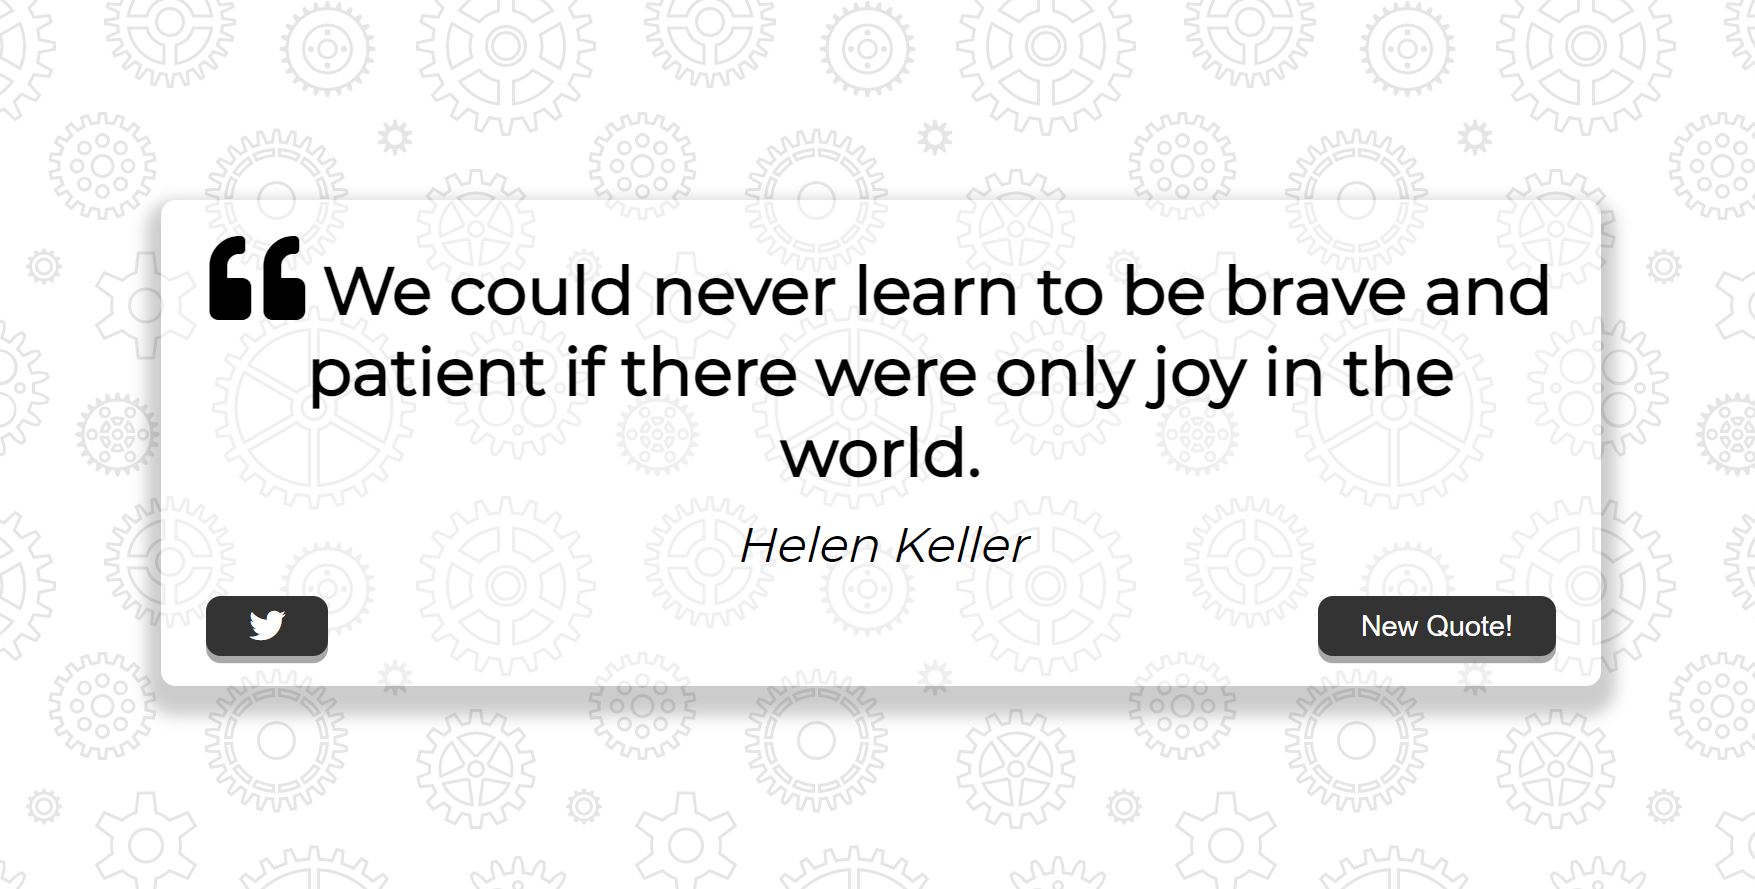 We could never learn to be brave and
patient if there were only joy in the
world.
Helen Keller
New Quote!